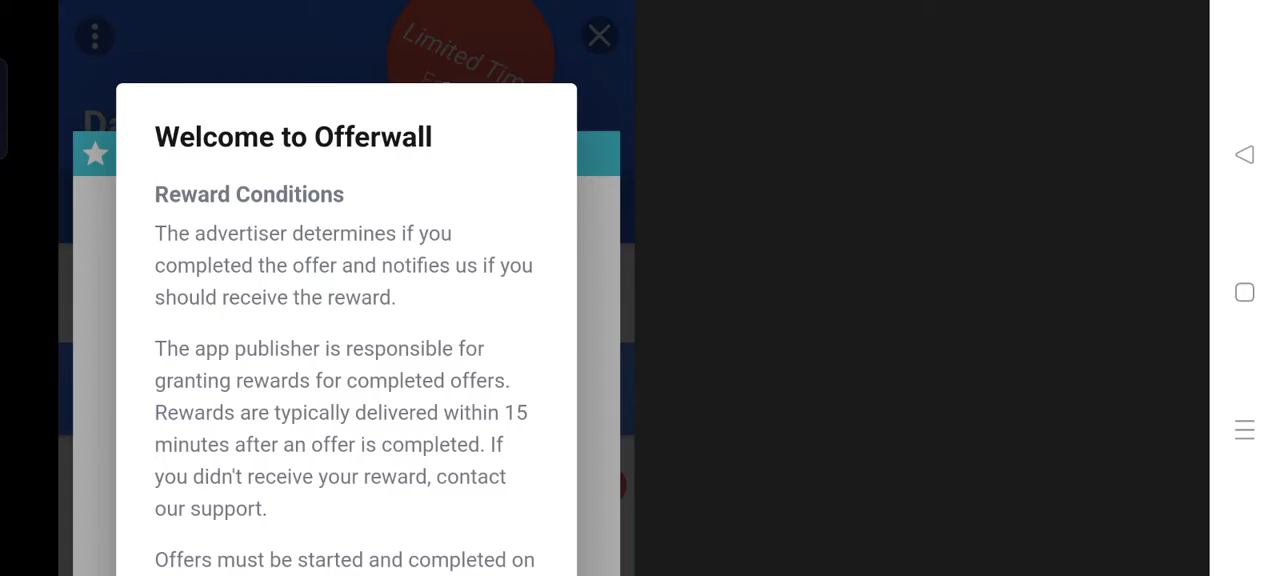 Limited Tim
Da
Welcome to Offerwall
Reward Conditions
The advertiser determines if you
completed the offer and notifies us if you
should receive the reward.
The app publisher is responsible for
granting rewards for completed offers.
Rewards are typically delivered within 15
minutes after an offer is completed. If
you didn't receive your reward, contact
our support.
Offers must be started and completed on